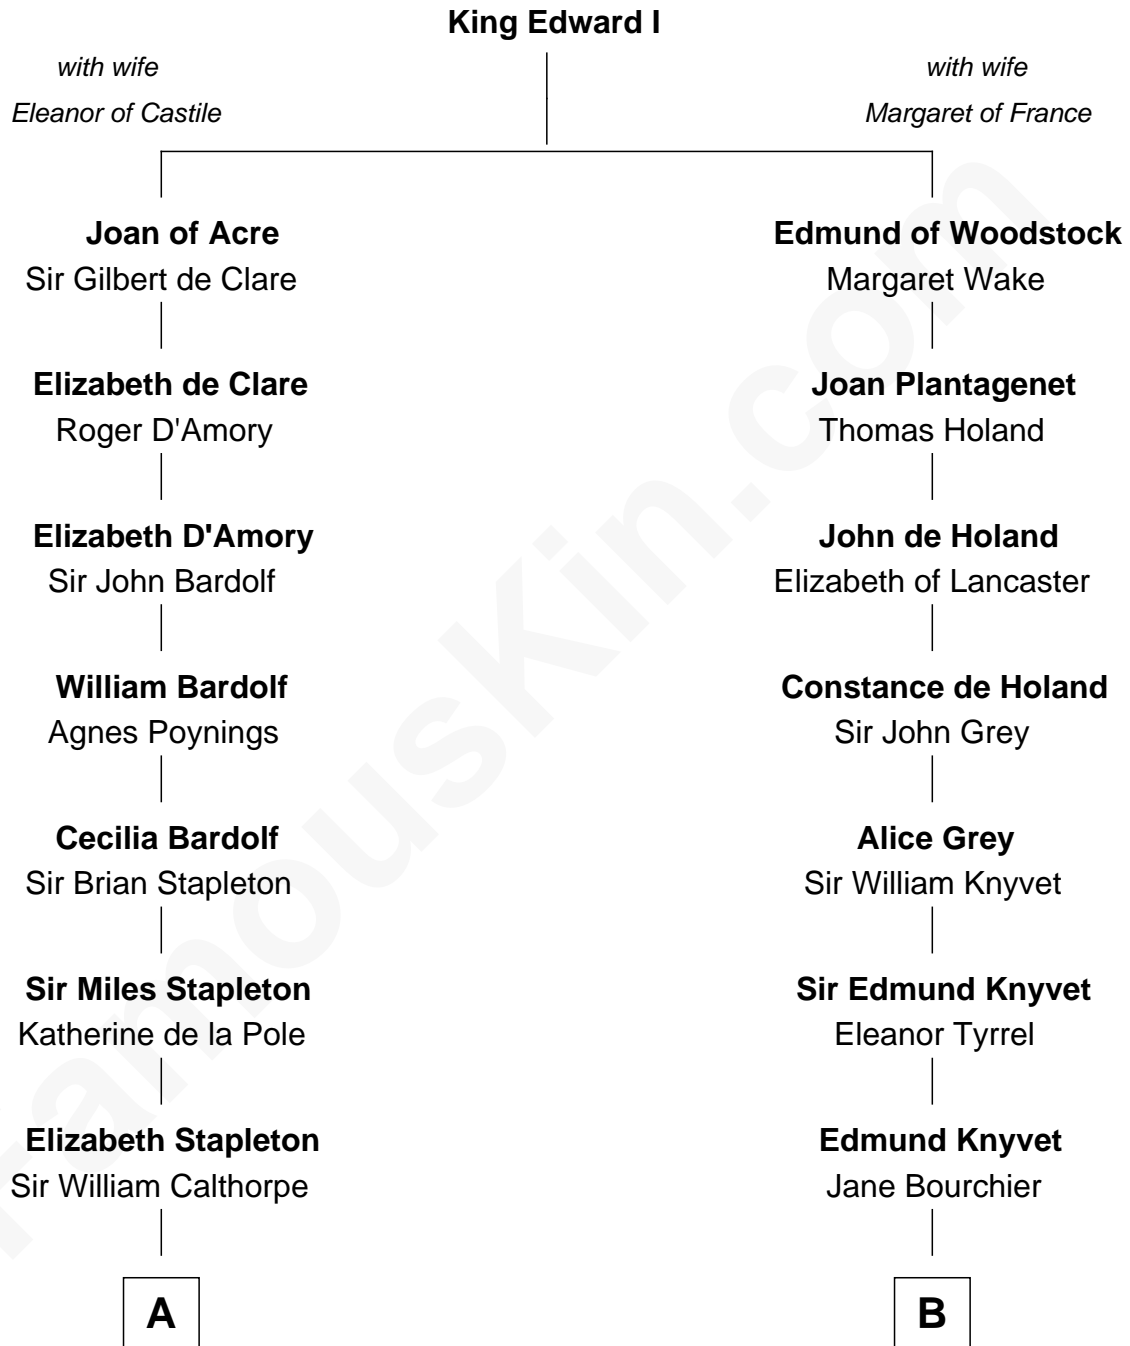 King Edward I
with wife
Eleanor of Castile
with wife
Margaret of France
Joan of Acre
Sir Gilbert de Clare
Edmund of Woodstock
Margaret Wake
Elizabeth de Clare
Roger D'Amory
Joan Plantagenet
Thomas Holand
Elizabeth D'Amory
Sir John Bardolf
John de Holand
Elizabeth of Lancaster
William Bardolf
Agnes Poynings
Constance de Holand
Sir John Grey
Cecilia Bardolf
Sir Brian Stapleton
Alice Grey
Sir William Knyvet
Sir Miles Stapleton
Katherine de la Pole
Sir Edmund Knyvet
Eleanor Tyrrel
Elizabeth Stapleton
Sir William Calthorpe
Edmund Knyvet
Jane Bourchier
A
B
FamousKin.com